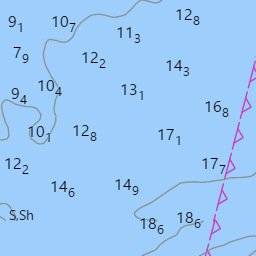 9₁ 10₇ 12₈
11₃
7₉ 12₂ 14₃
9₄ 10₄ 13₁
16₈
10₁ 12₈ 17₁
12₂ 17₇
14₆ 14₉
S,Sh 18₆ 18₆